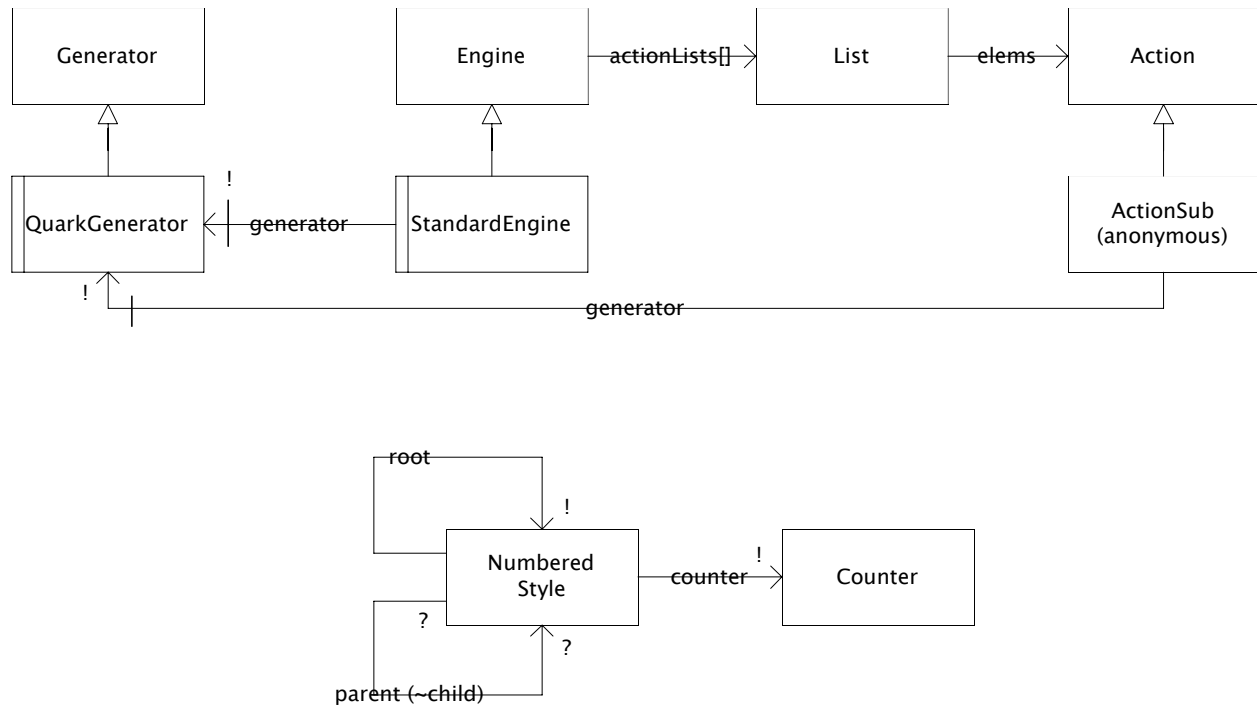 Generator
Engine
actionLists[]
List
elems
Action
!
QuarkGenerator
generator
StandardEngine
ActionSub
(anonymous)
!
generator
root
!
Numbered
Style
counter
!
Counter
?
?
parent (~child)